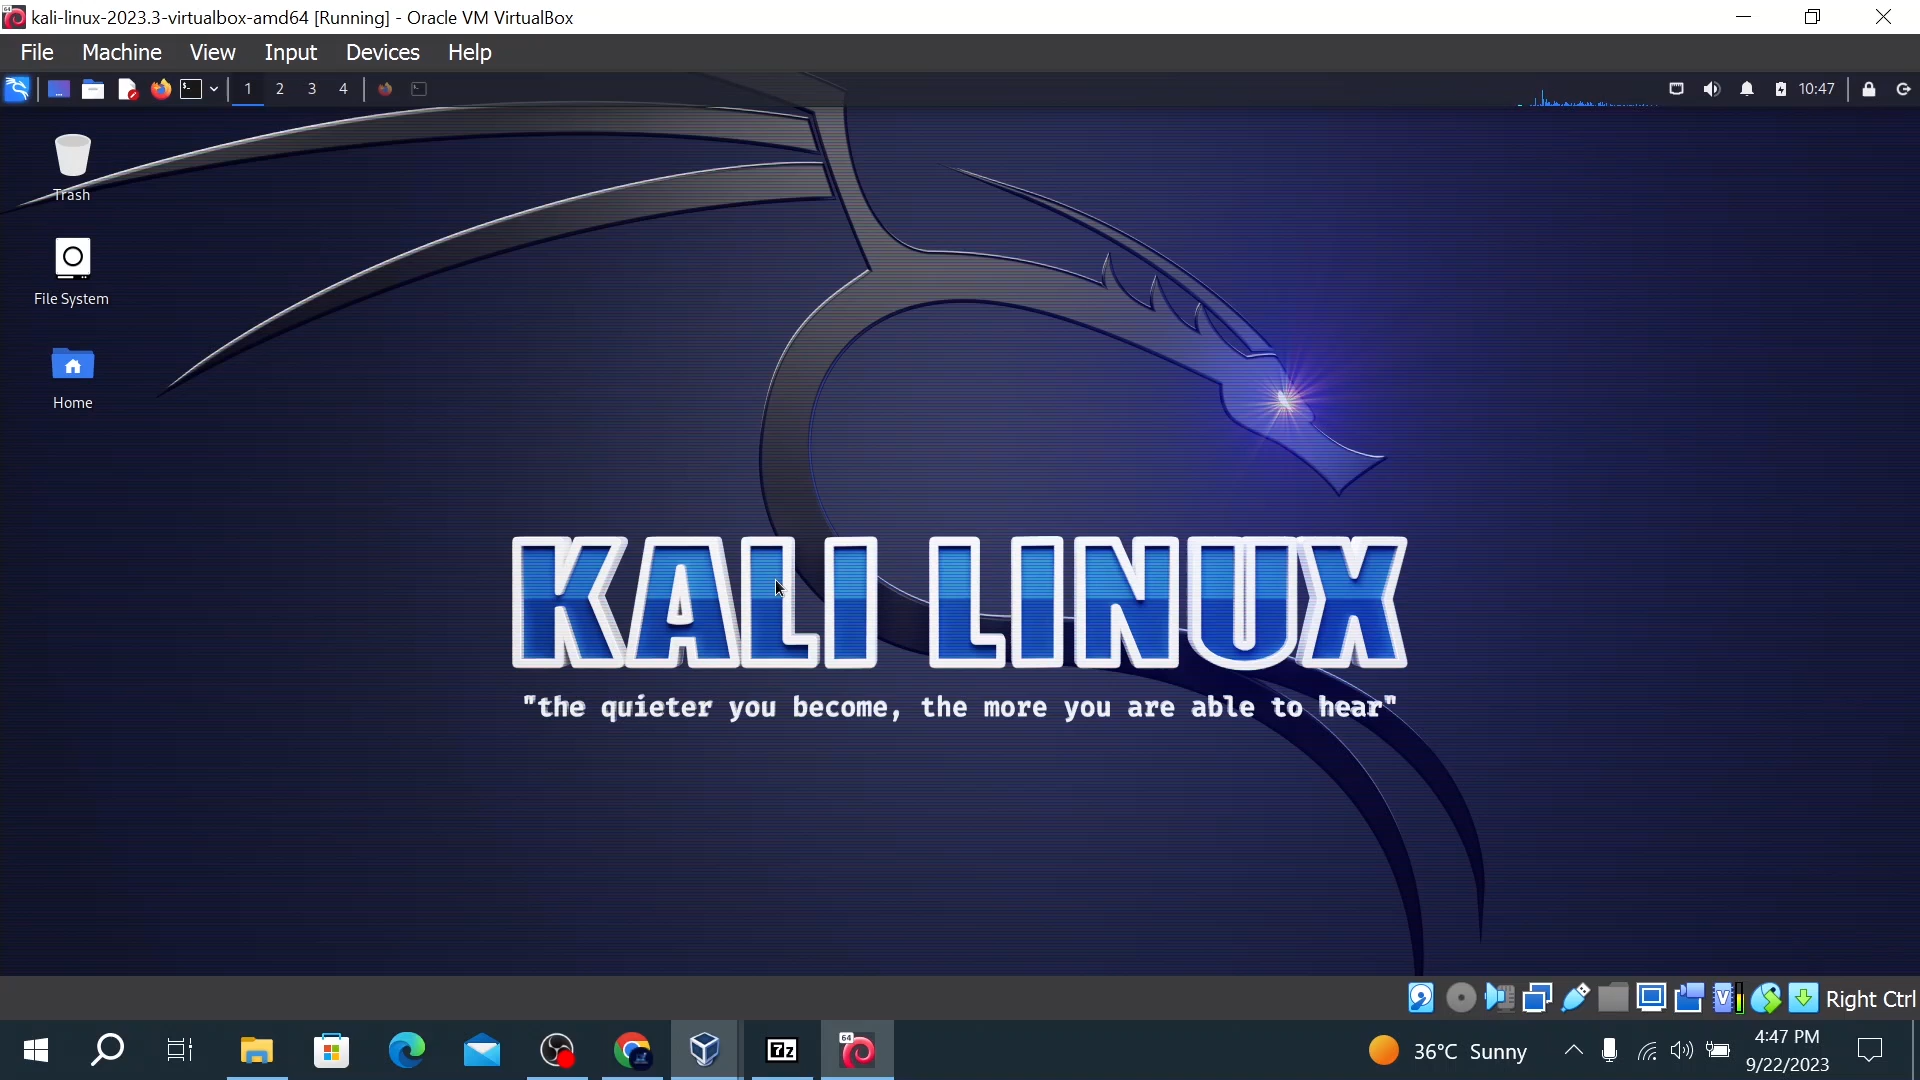 kali-linux-2023.3-virtualbox-amd64 [Running] - Oracle VM VirtualBox
File Machine View Input Devices Help
1 2 3 4 10:47
Trash
File System
Home
KALI LINUX
"the quieter you become, the more you are able to hear"
Right Ctrl
36°C Sunny
4:47 PM
9/22/2023
7z
64
V